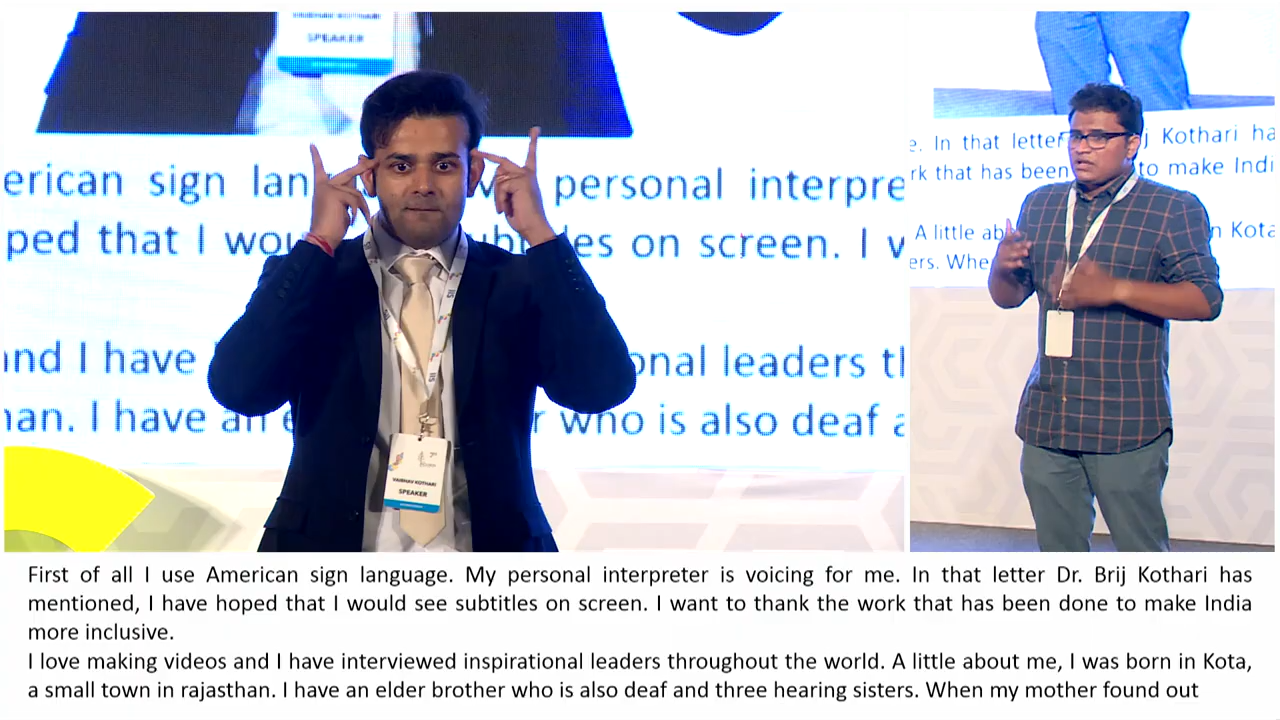 VAIBHAV KOTHARI
SPEAKER
erican sign lan
personal interpre
ped that I wou
subtitles on screen. I w
and I have
onal leaders th
han. I have an e
r who is also deaf a
e. In that letter
j Kothari ha
rk that has been
to make Indi
A little ab
n Kota
ers. Whe
VAIBHAV KOTHARI
SPEAKER
First of all I use American sign language. My personal interpreter is voicing for me. In that letter Dr. Brij Kothari has
mentioned, I have hoped that I would see subtitles on screen. I want to thank the work that has been done to make India
more inclusive.
I love making videos and I have interviewed inspirational leaders throughout the world. A little about me, I was born in Kota,
a small town in rajasthan. I have an elder brother who is also deaf and three hearing sisters. When my mother found out